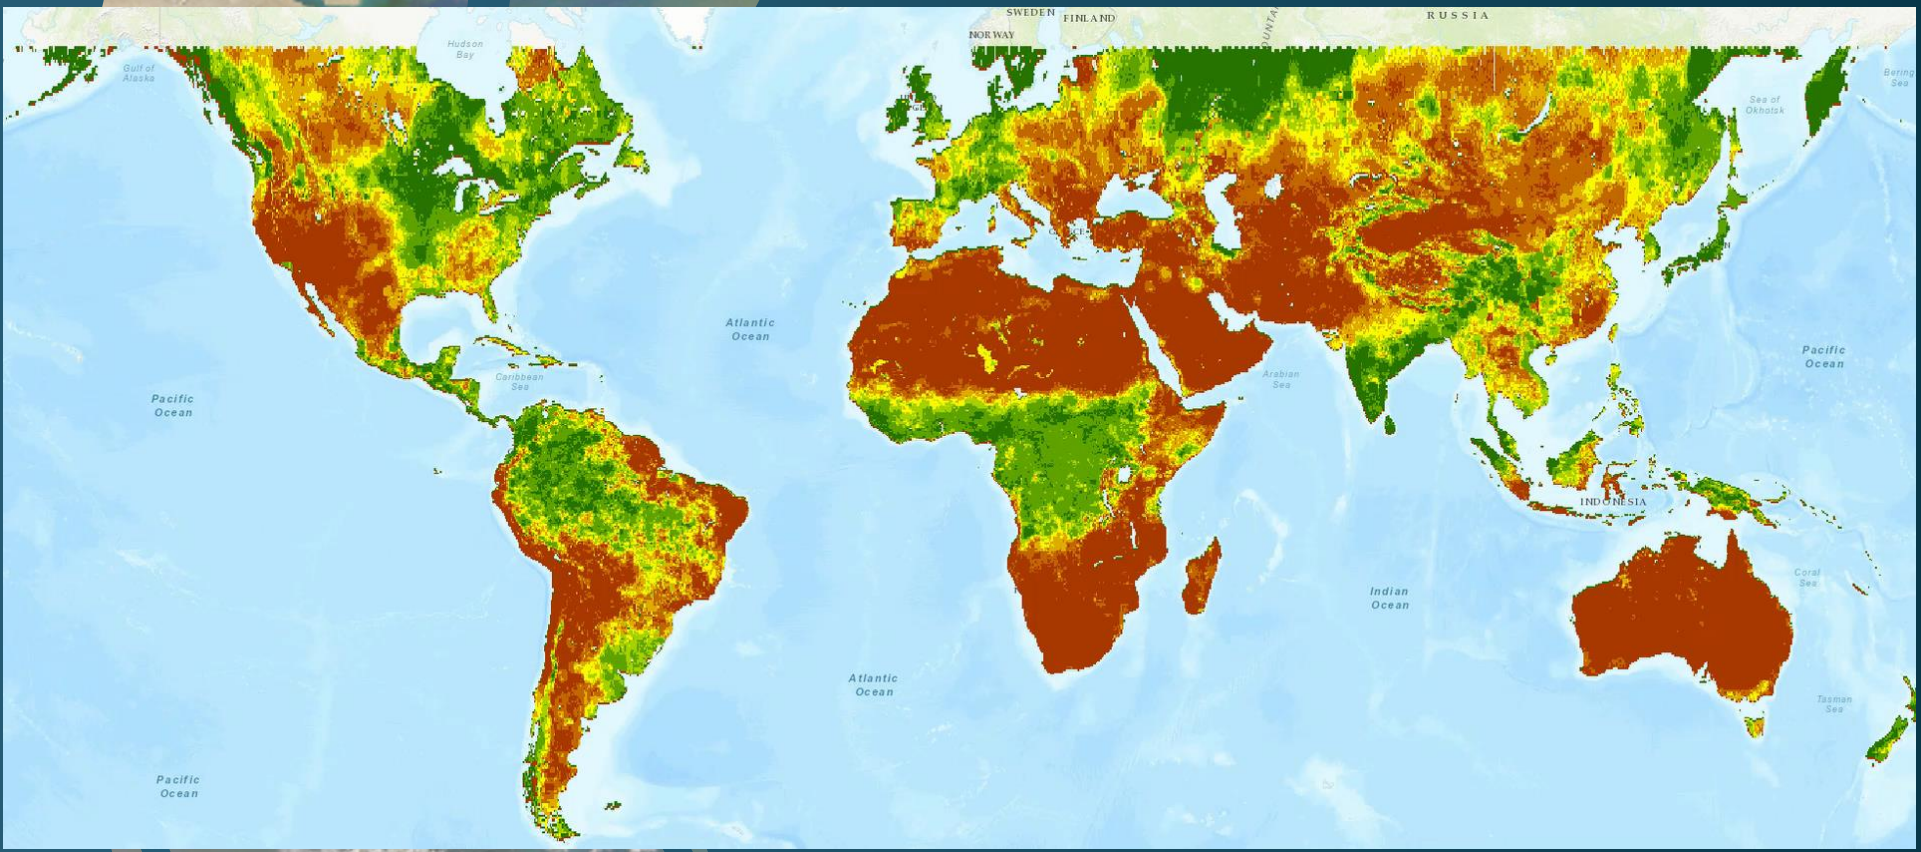 SWEDEN
FINLAND
RUSSIA
NORWAY
Hudson
Bay
Gulf of
Alaska
Bering
Sea
Sea of
Okhotsk
Atlantic
Ocean
Pacific
Ocean
Caribbean
Sea
Arabian
Sea
Pacific
Ocean
INDONESIA
Indian
Ocean
Coral
Sea
Atlantic
Ocean
Tasman
Sea
Pacific
Ocean